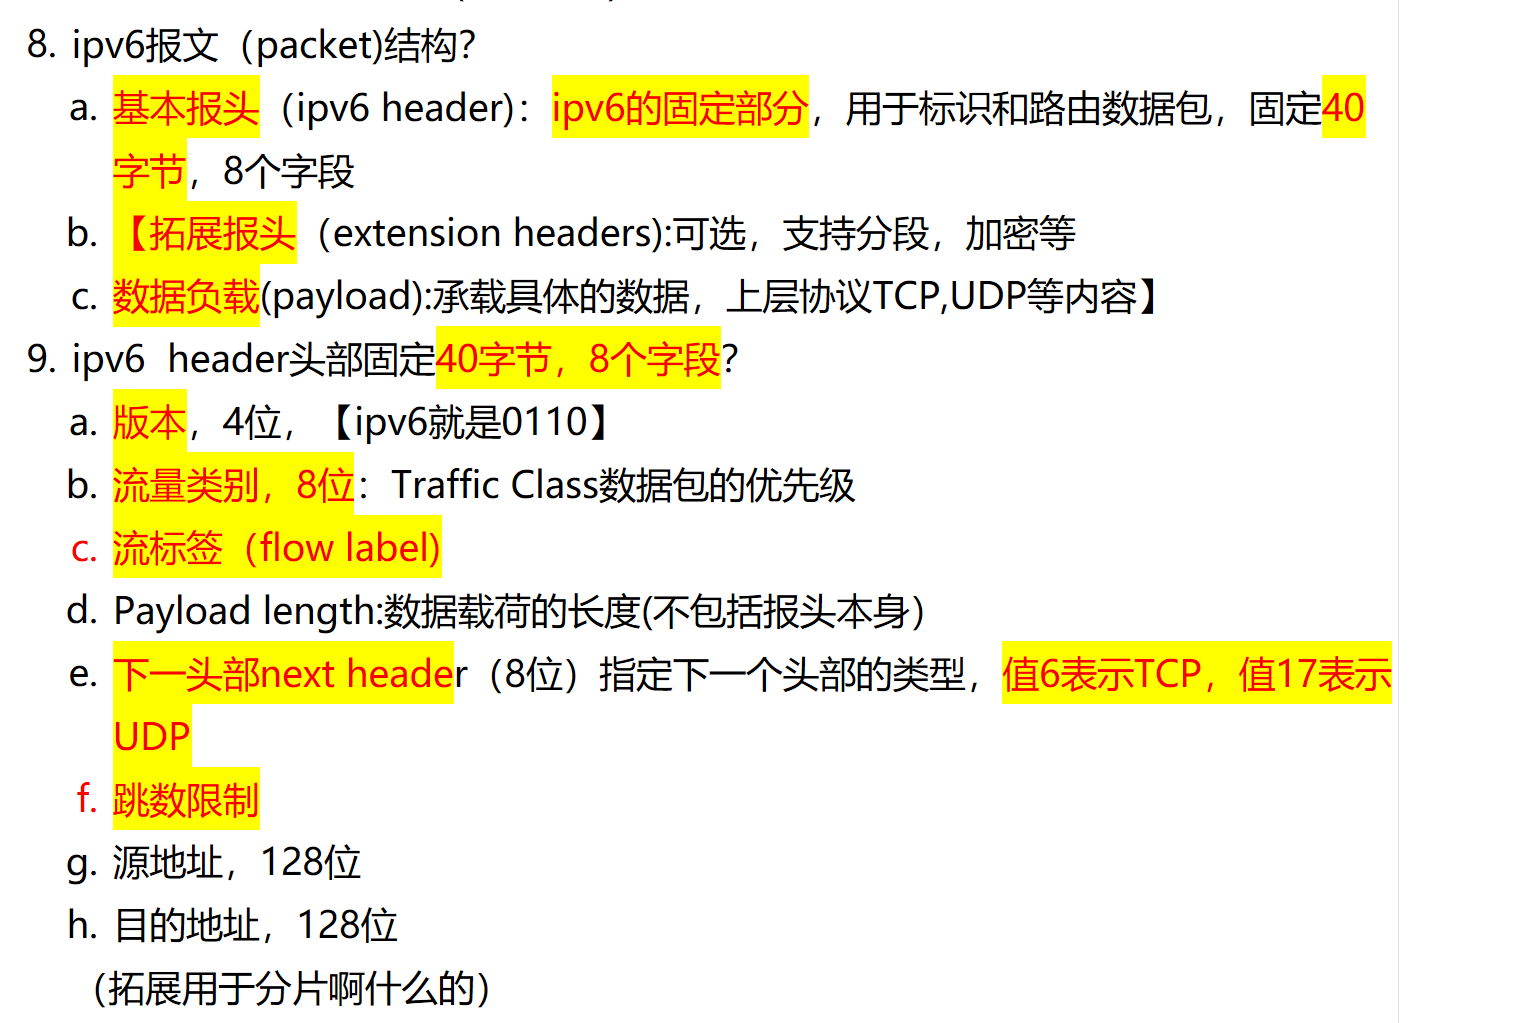 8. ipv6报文（packet)结构?
a. 基本报头（ipv6 header)：ipv6的固定部分，用于标识和路由数据包，固定40
字节，8个字段
b. 【拓展报头（extension headers):可选，支持分段，加密等
c. 数据负载(payload):承载具体的数据，上层协议TCP,UDP等内容】
9. ipv6 header头部固定40字节，8个字段?
a. 版本，4位，【ipv6就是0110】
b. 流量类别，8位：Traffic Class数据包的优先级
c. 流标签（flow label)
d. Payload length:数据载荷的长度(不包括报头本身）
e. 下一头部next header（8位）指定下一个头部的类型，值6表示TCP，值17表示
UDP
f. 跳数限制
g. 源地址，128位
h. 目的地址，128位
（拓展用于分片啊什么的）